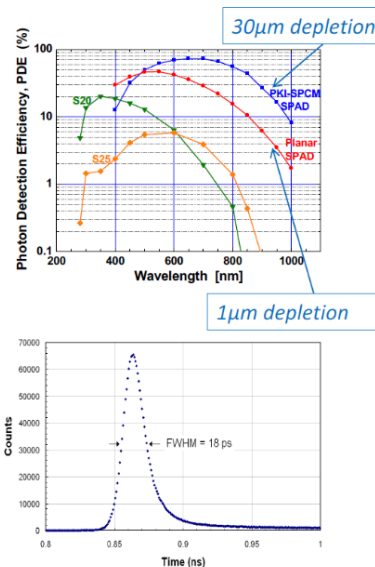 30µm depletion
Photon Detection Efficiency, PDE (%)
100
10
1
0.1
S20
S25
PKI-SPCM
SPAD
Planar
SPAD
200 400 600 800 1000
Wavelength [nm]
1µm depletion
Counts
70000
60000
50000
40000
30000
20000
10000
0
FWHM = 18 ps
0.8 0.85 0.9 0.95 1
Time (ns)